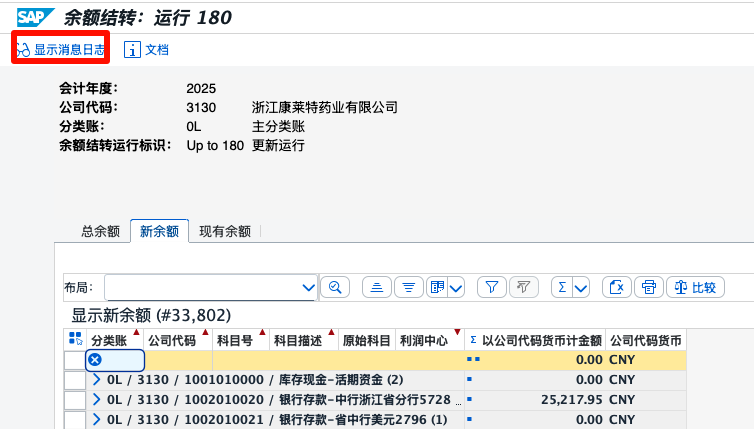 SAP 余额结转：运行 180
显示消息日志 文档
会计年度： 2025
公司代码： 3130 浙江康莱特药业有限公司
分类账： 0L 主分类账
余额结转运行标识： Up to 180 更新运行
总余额 新余额 现有余额
布局： Σ 比较
显示新余额 (#33,802)
分类账 公司代码 科目号 科目描述 原始科目 利润中心 Σ 以公司代码货币计金额 公司代码货币
0.00 CNY
0L / 3130 / 1001010000 / 库存现金-活期资金 (2) 0.00 CNY
0L / 3130 / 1002010020 / 银行存款-中行浙江省分行5728 ... 25,217.95 CNY
0L / 3130 / 1002010021 / 银行存款-省中行美元2796 (1) 0.00 CNY